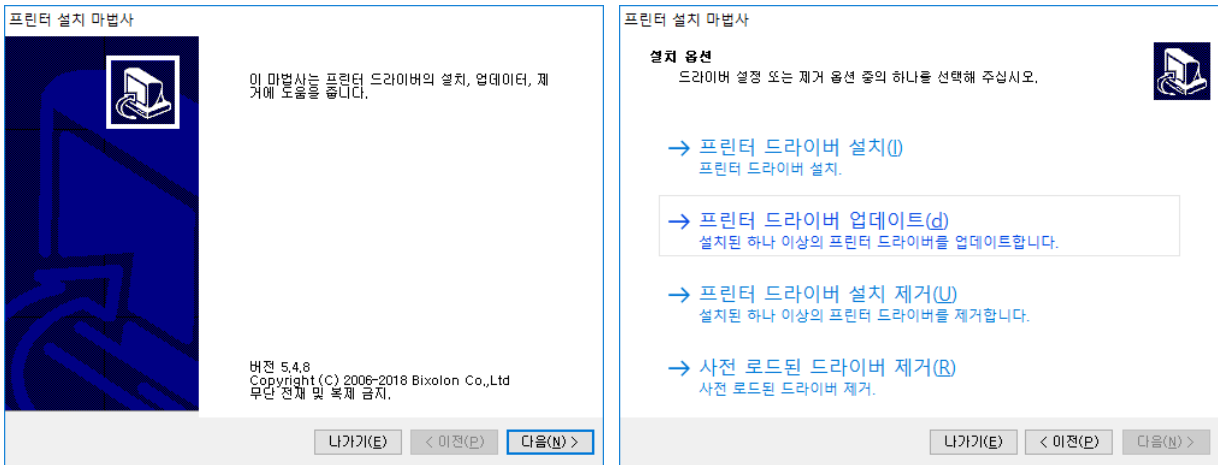 프린터 설치 마법사
이 마법사는 프린터 드라이버의 설치, 업데이터, 제
거에 도움을 줍니다.
버전 5.4.8
Copyright (C) 2006-2018 Bixolon Co.,Ltd
무단 전재 및 복제 금지.
나가기(E)
< 이전(P)
다음(N) >
프린터 설치 마법사
설치 옵션
드라이버 설정 또는 제거 옵션 중의 하나를 선택해 주십시오.
→ 프린터 드라이버 설치(I)
프린터 드라이버 설치.
→ 프린터 드라이버 업데이트(d)
설치된 하나 이상의 프린터 드라이버를 업데이트합니다.
→ 프린터 드라이버 설치 제거(U)
설치된 하나 이상의 프린터 드라이버를 제거합니다.
→ 사전 로드된 드라이버 제거(R)
사전 로드된 드라이버 제거.
나가기(E)
< 이전(P)
다음(N) >